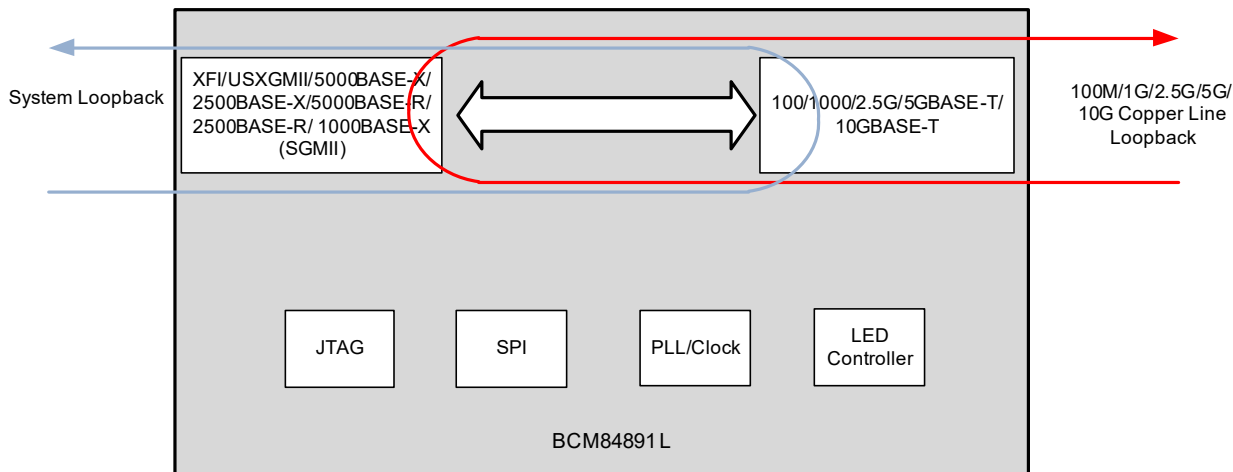 System Loopback
XFI/USXGMII/5000BASE-X/
2500BASE-X/5000BASE-R/
2500BASE-R/ 1000BASE-X
(SGMII)
100/1000/2.5G/5GBASE-T/
10GBASE-T
100M/1G/2.5G/5G/
10G Copper Line
Loopback
JTAG
SPI
PLL/Clock
LED
Controller
BCM84891L